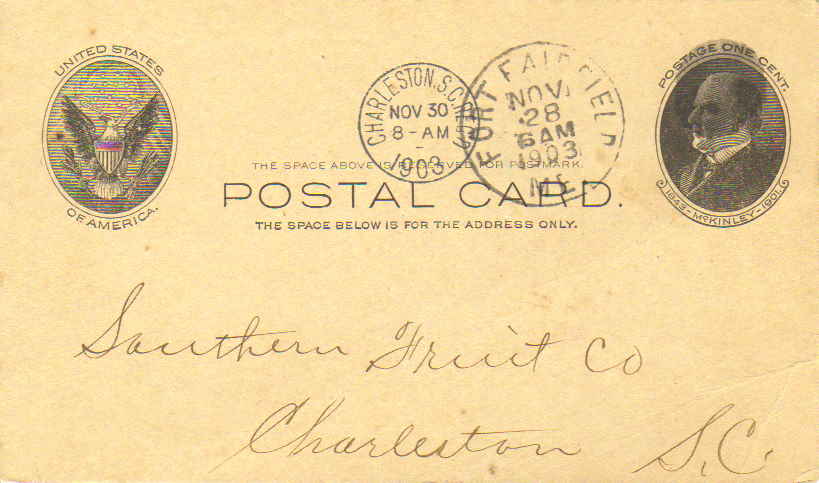 UNITED STATES
OF AMERICA.
CHARLESTON, S.C. REC'D
NOV 30
8-AM
1903
FORT FAIRFIELD
NOV
28
6AM
1903
ME.
POSTAGE ONE CENT.
1843-McKINLEY-1901.
THE SPACE ABOVE IS RESERVED FOR POSTMARK.
POSTAL CARD.
THE SPACE BELOW IS FOR THE ADDRESS ONLY.
Southern Fruit Co
Charleston S.C.